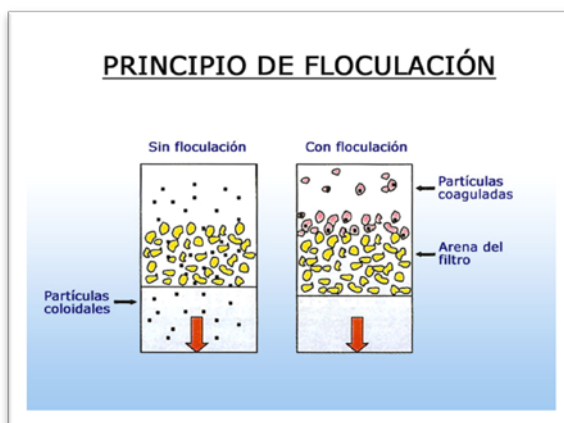 PRINCIPIO DE FLOCULACIÓN
Sin floculación
Con floculación
Partículas
coaguladas
Arena del
filtro
Partículas
coloidales